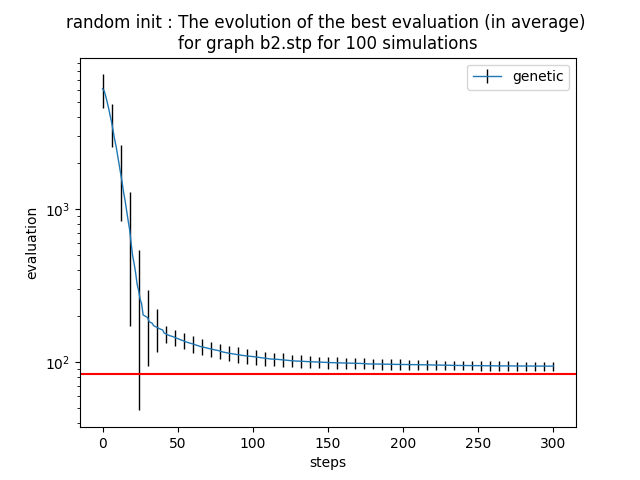 random init : The evolution of the best evaluation (in average)
for graph b2.stp for 100 simulations
genetic
evaluation
10³
10²
0 50 100 150 200 250 300
steps